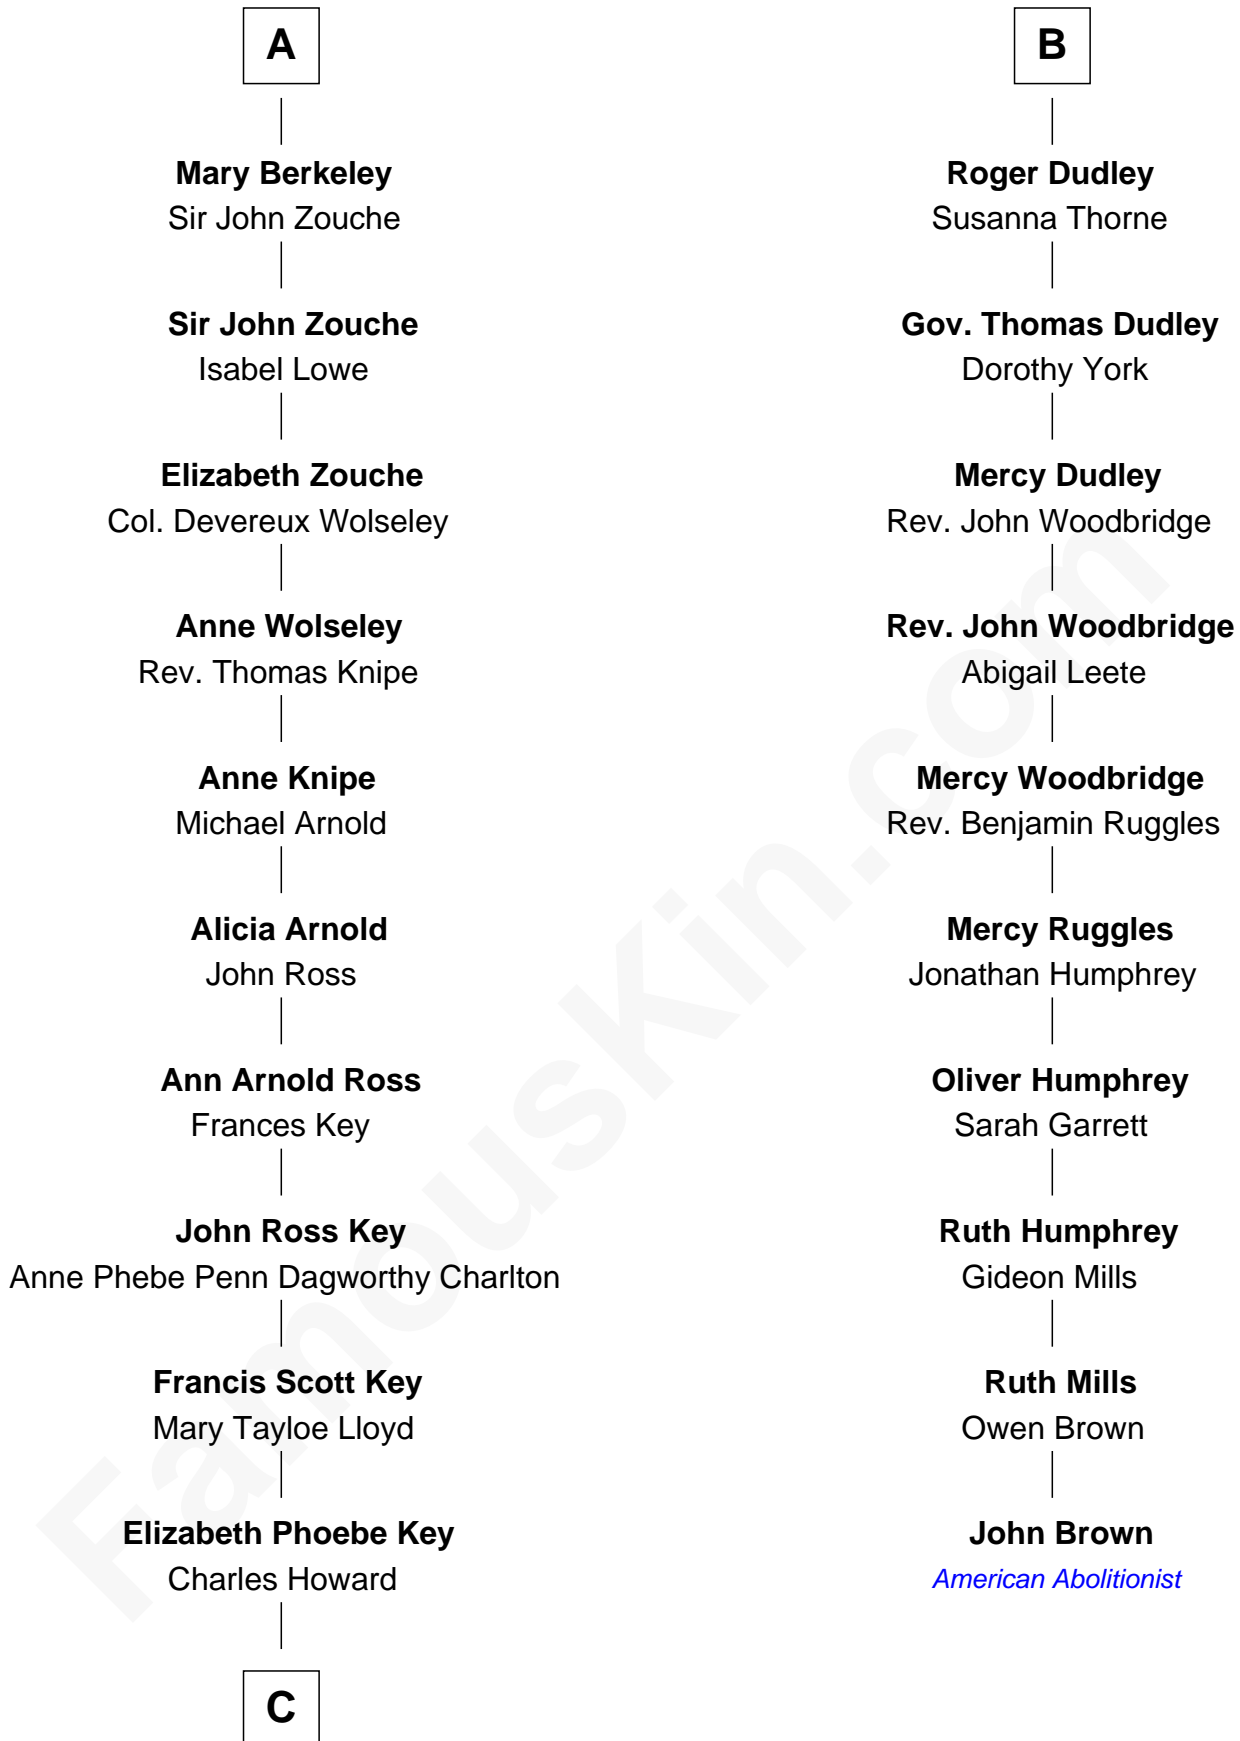 A
Mary Berkeley
Sir John Zouche
Sir John Zouche
Isabel Lowe
Elizabeth Zouche
Col. Devereux Wolseley
Anne Wolseley
Rev. Thomas Knipe
Anne Knipe
Michael Arnold
Alicia Arnold
John Ross
Ann Arnold Ross
Frances Key
John Ross Key
Anne Phebe Penn Dagworthy Charlton
Francis Scott Key
Mary Tayloe Lloyd
Elizabeth Phoebe Key
Charles Howard
C
B
Roger Dudley
Susanna Thorne
Gov. Thomas Dudley
Dorothy York
Mercy Dudley
Rev. John Woodbridge
Rev. John Woodbridge
Abigail Leete
Mercy Woodbridge
Rev. Benjamin Ruggles
Mercy Ruggles
Jonathan Humphrey
Oliver Humphrey
Sarah Garrett
Ruth Humphrey
Gideon Mills
Ruth Mills
Owen Brown
John Brown
American Abolitionist
FamousKin.com